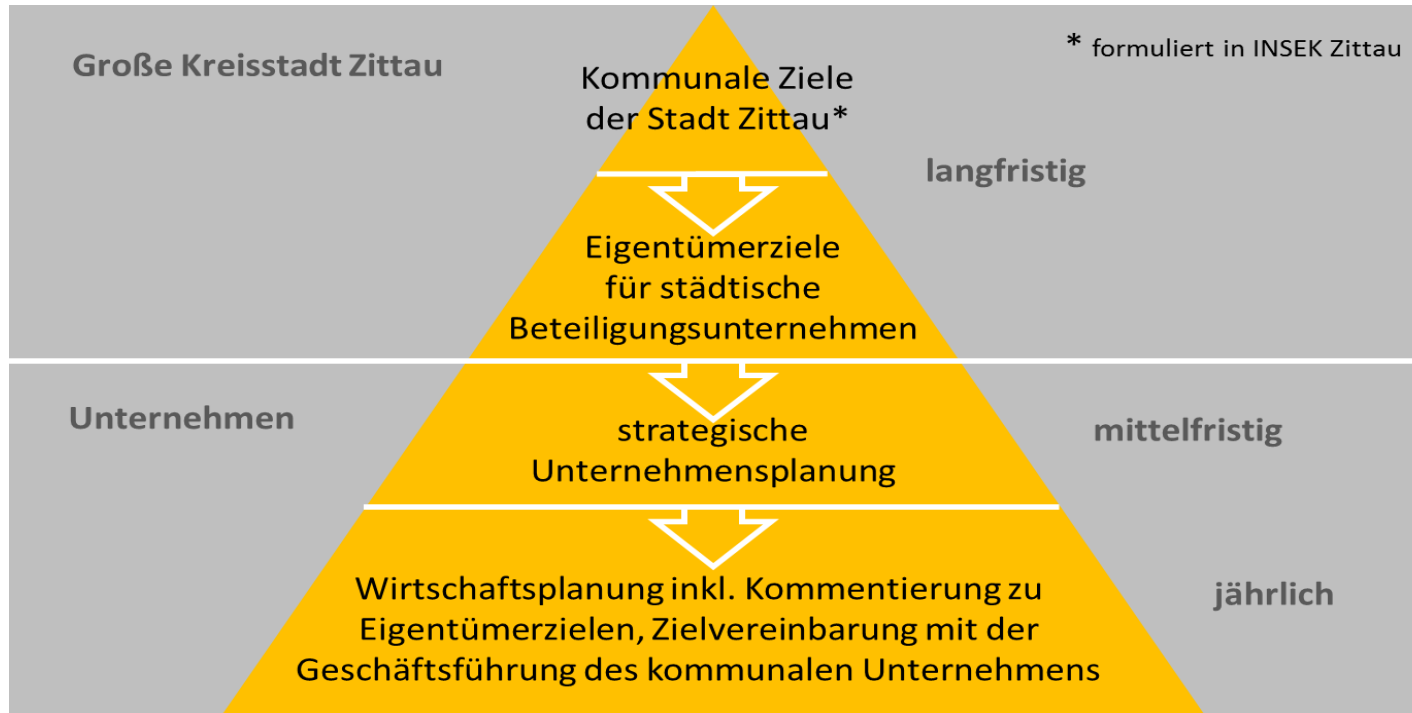 Große Kreisstadt Zittau
* formuliert in INSEK Zittau
Kommunale Ziele
der Stadt Zittau*
langfristig
Eigentümerziele
für städtische
Beteiligungsunternehmen
Unternehmen
strategische
Unternehmensplanung
mittelfristig
Wirtschaftsplanung inkl. Kommentierung zu
Eigentümerzielen, Zielvereinbarung mit der
Geschäftsführung des kommunalen Unternehmens
jährlich